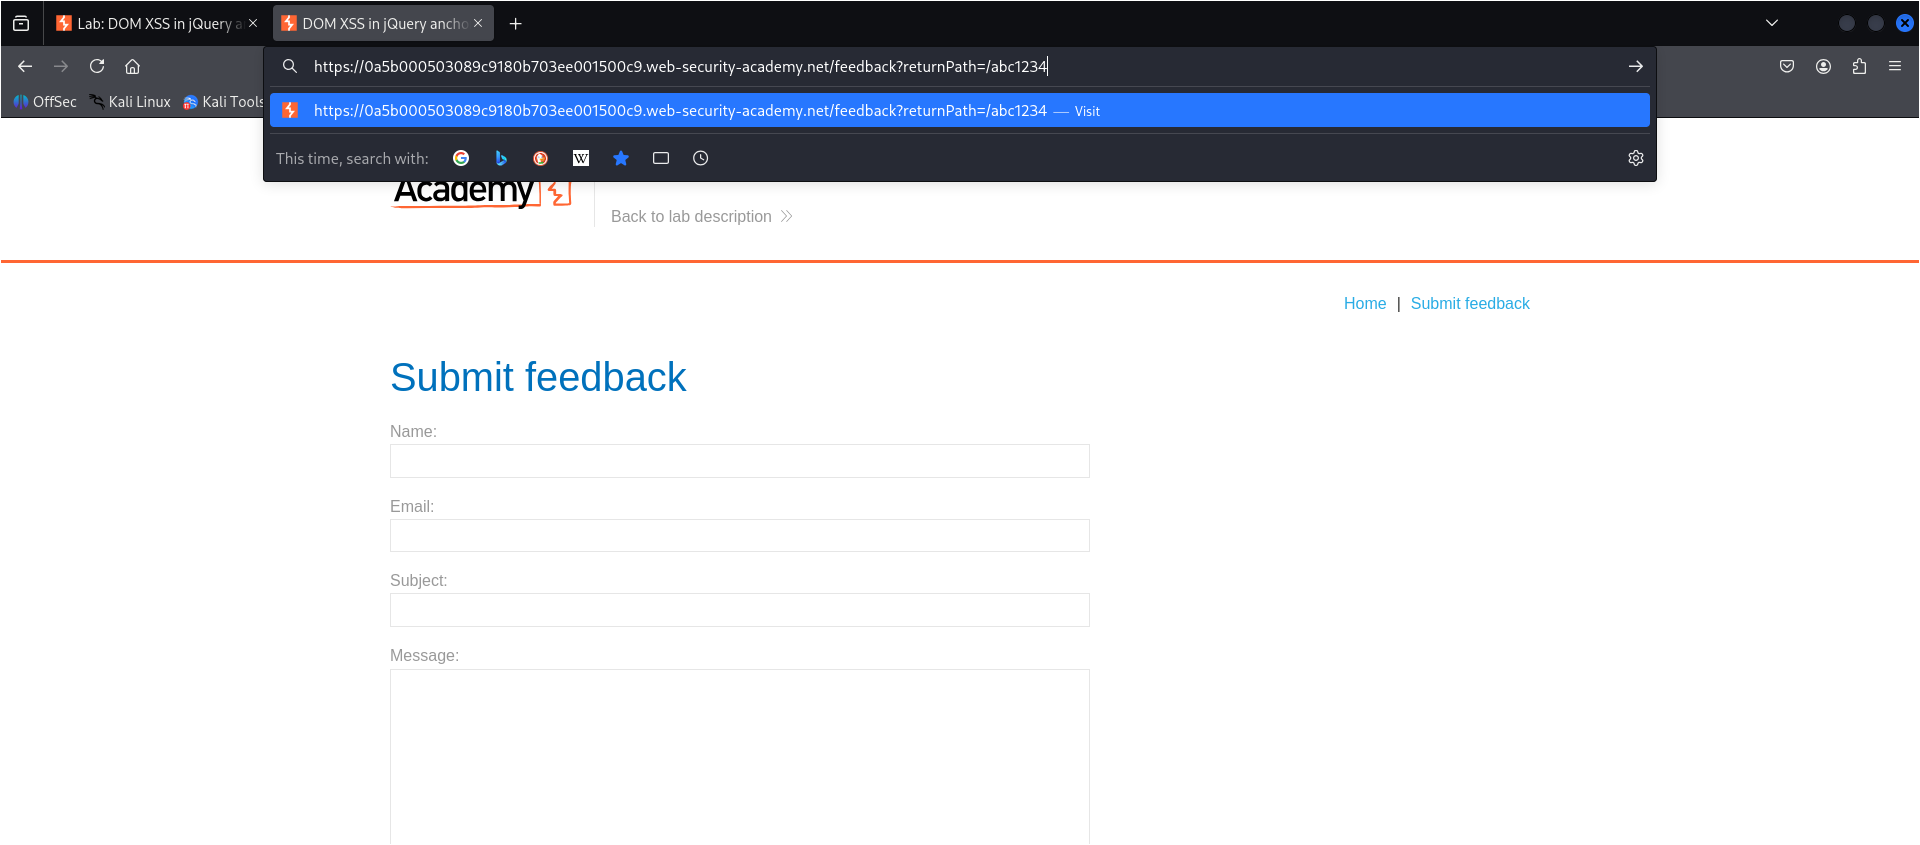 Lab: DOM XSS in jQuery a
DOM XSS in jQuery ancho
https://0a5b000503089c9180b703ee001500c9.web-security-academy.net/feedback?returnPath=/abc1234
OffSec Kali Linux Kali Tools
https://0a5b000503089c9180b703ee001500c9.web-security-academy.net/feedback?returnPath=/abc1234 — Visit
This time, search with:
W
Academy
Back to lab description
Home | Submit feedback
Submit feedback
Name:
Email:
Subject:
Message: